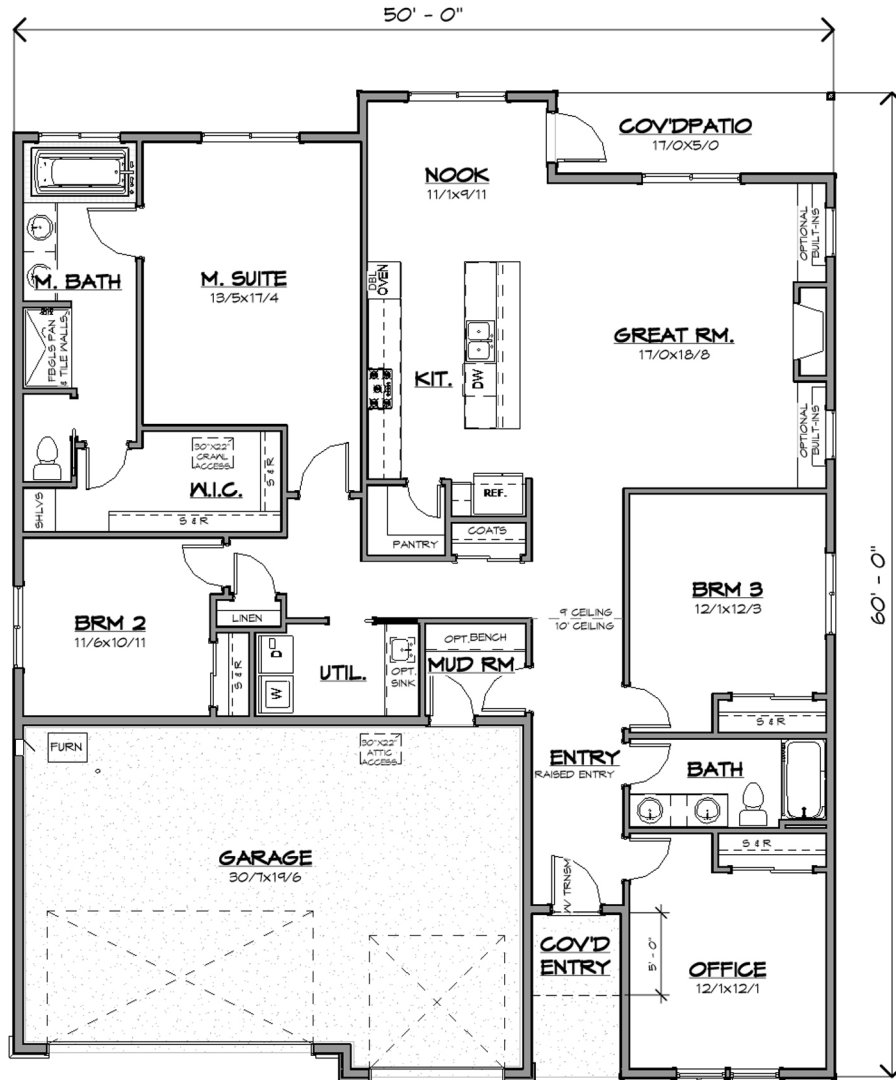 50' - 0"
COV'D PATIO
17/0x5/0
NOOK
11/1x9/11
OPTIONAL
BUILT-INS
M. SUITE
13/5x17/4
M. BATH
DBL
OVEN
FBGLS PAN
& TILE WALLS
GREAT RM.
17/0x18/8
KIT.
DW
OPTIONAL
BUILT-INS
30"x22"
CRAWL
ACCESS
S & R
W.I.C.
SHLVS
S & R
REF.
PANTRY
COATS
60' - 0"
BRM 3
12/1x12/3
9' CEILING
10' CEILING
BRM 2
11/6x10/11
LINEN
OPT. BENCH
MUD RM
D
W
UTIL.
OPT.
SINK
S & R
S & R
FURN
30"x22"
ATTIC
ACCESS
ENTRY
RAISED ENTRY
BATH
GARAGE
30/7x19/6
S & R
W/ TRNSM
COV'D
ENTRY
5' - 0"
OFFICE
12/1x12/1